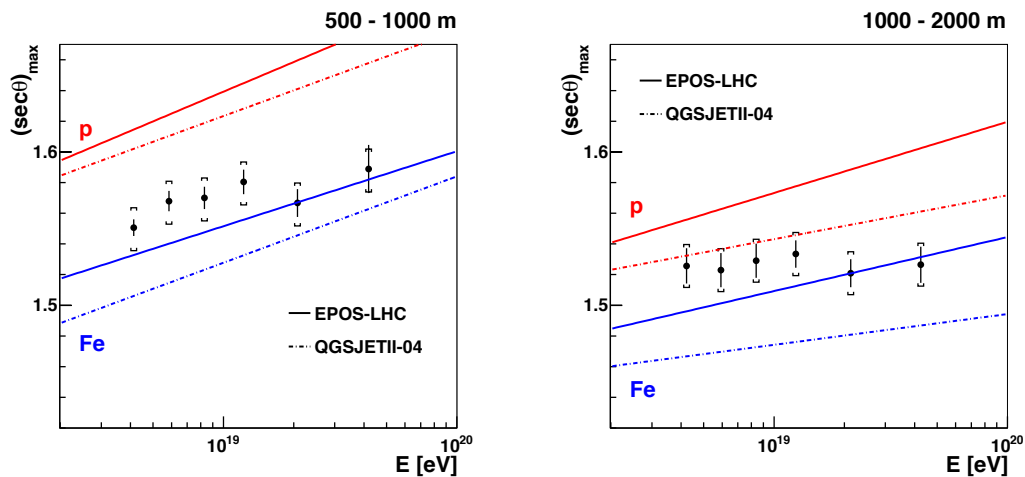 500 - 1000 m
(secθ)max
p
1.6
1.5
EPOS-LHC
QGSJETII-04
Fe
10^19
10^20
E [eV]
1000 - 2000 m
(secθ)max
EPOS-LHC
QGSJETII-04
1.6
p
1.5
Fe
10^19
10^20
E [eV]